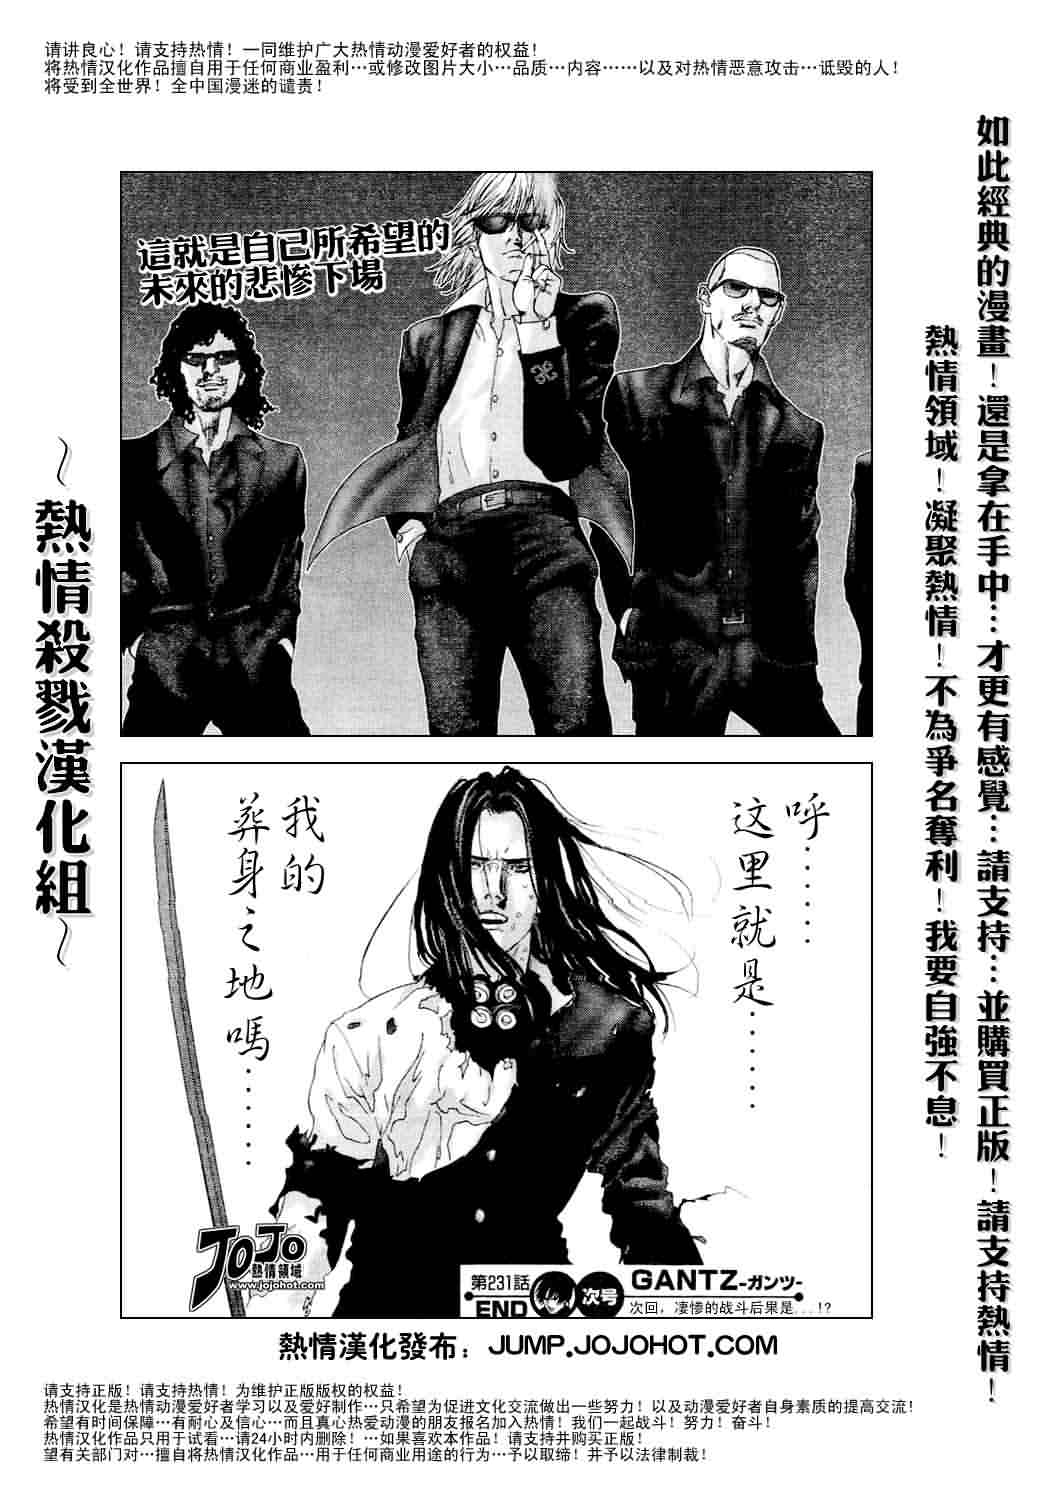 请讲良心！请支持热情！一同维护广大热情动漫爱好者的权益！
将热情汉化作品擅自用于任何商业盈利…或修改图片大小…品质…内容……以及对热情恶意攻击…诋毁的人！
将受到全世界！全中国漫迷的谴责！
如此經典的漫畫！還是拿在手中…才更有感覺…請支持…並購買正版！請支持熱情！
熱情領域！凝聚熱情！不為爭名奪利！我要自強不息！
～熱情殺戮漢化組～
這就是自己所希望的
未來的悲慘下場
呼……
这里就是……
我的
葬身之地嗎……
JOJO
熱情領域
www.jojohot.com
第231話
END
次号
GANTZ-ガンツ-
次回，凄惨的战斗后果是...!?
熱情漢化發布：JUMP.JOJOHOT.COM
请支持正版！请支持热情！为维护正版版权的权益！
热情汉化是热情动漫爱好者学习以及爱好制作…只希望为促进文化交流做出一些努力！以及动漫爱好者自身素质的提高交流！
希望有时间保障…有耐心及信心…而且真心热爱动漫的朋友报名加入热情！我们一起战斗！努力！奋斗！
热情汉化作品只用于试看…请24小时内删除！…如果喜欢本作品！请支持并购买正版！
望有关部门对…擅自将热情汉化作品…用于任何商业用途的行为…予以取缔！并予以法律制裁！